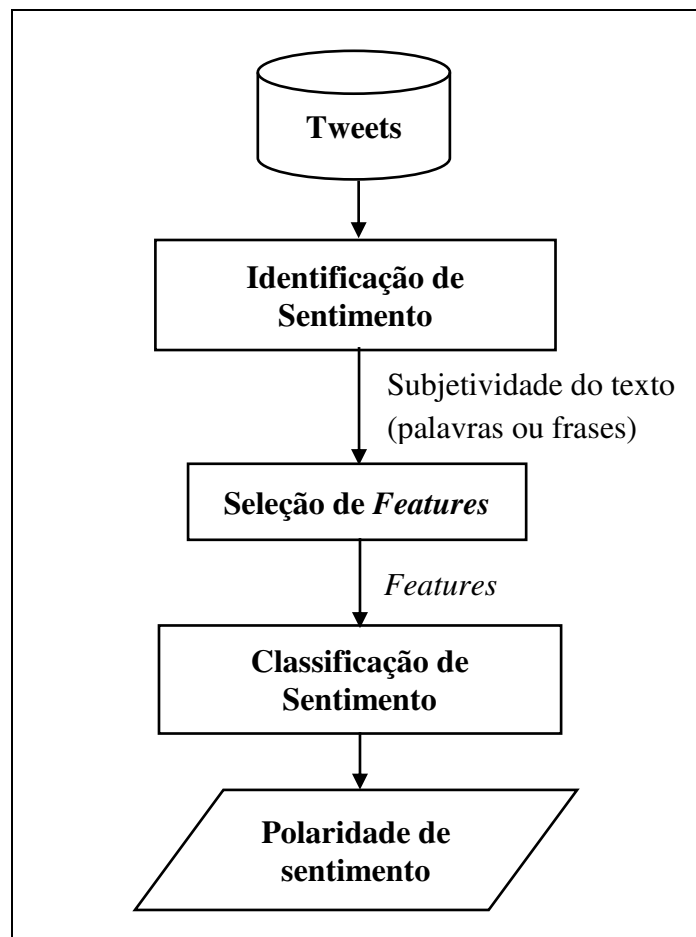 Tweets
Identificação de
Sentimento
Subjetividade do texto
(palavras ou frases)
Seleção de Features
Features
Classificação de
Sentimento
Polaridade de
sentimento